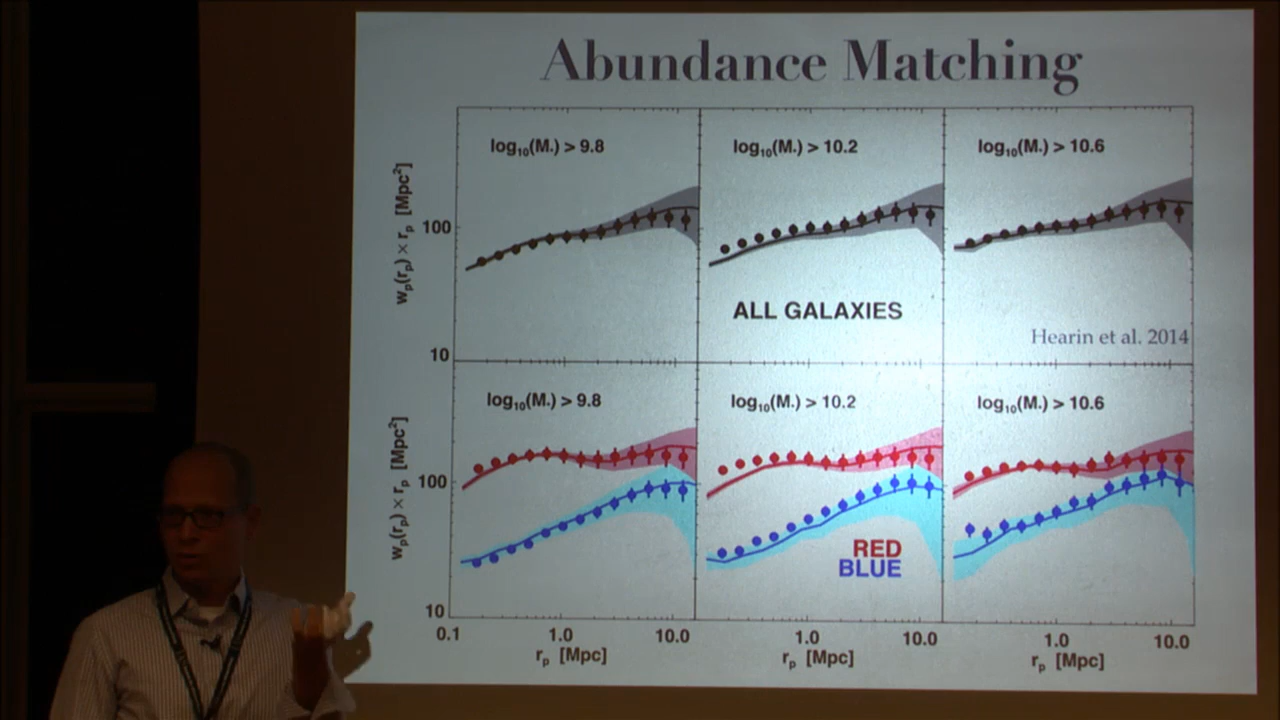 Abundance Matching
log₁₀(M.) > 9.8
log₁₀(M.) > 10.2
log₁₀(M.) > 10.6
wₚ(rₚ) × rₚ [Mpc²]
100
10
ALL GALAXIES
Hearin et al. 2014
log₁₀(M.) > 9.8
log₁₀(M.) > 10.2
log₁₀(M.) > 10.6
wₚ(rₚ) × rₚ [Mpc²]
100
10
RED
BLUE
0.1 1.0 10.0 1.0 10.0 1.0 10.0
rₚ [Mpc] rₚ [Mpc] rₚ [Mpc]